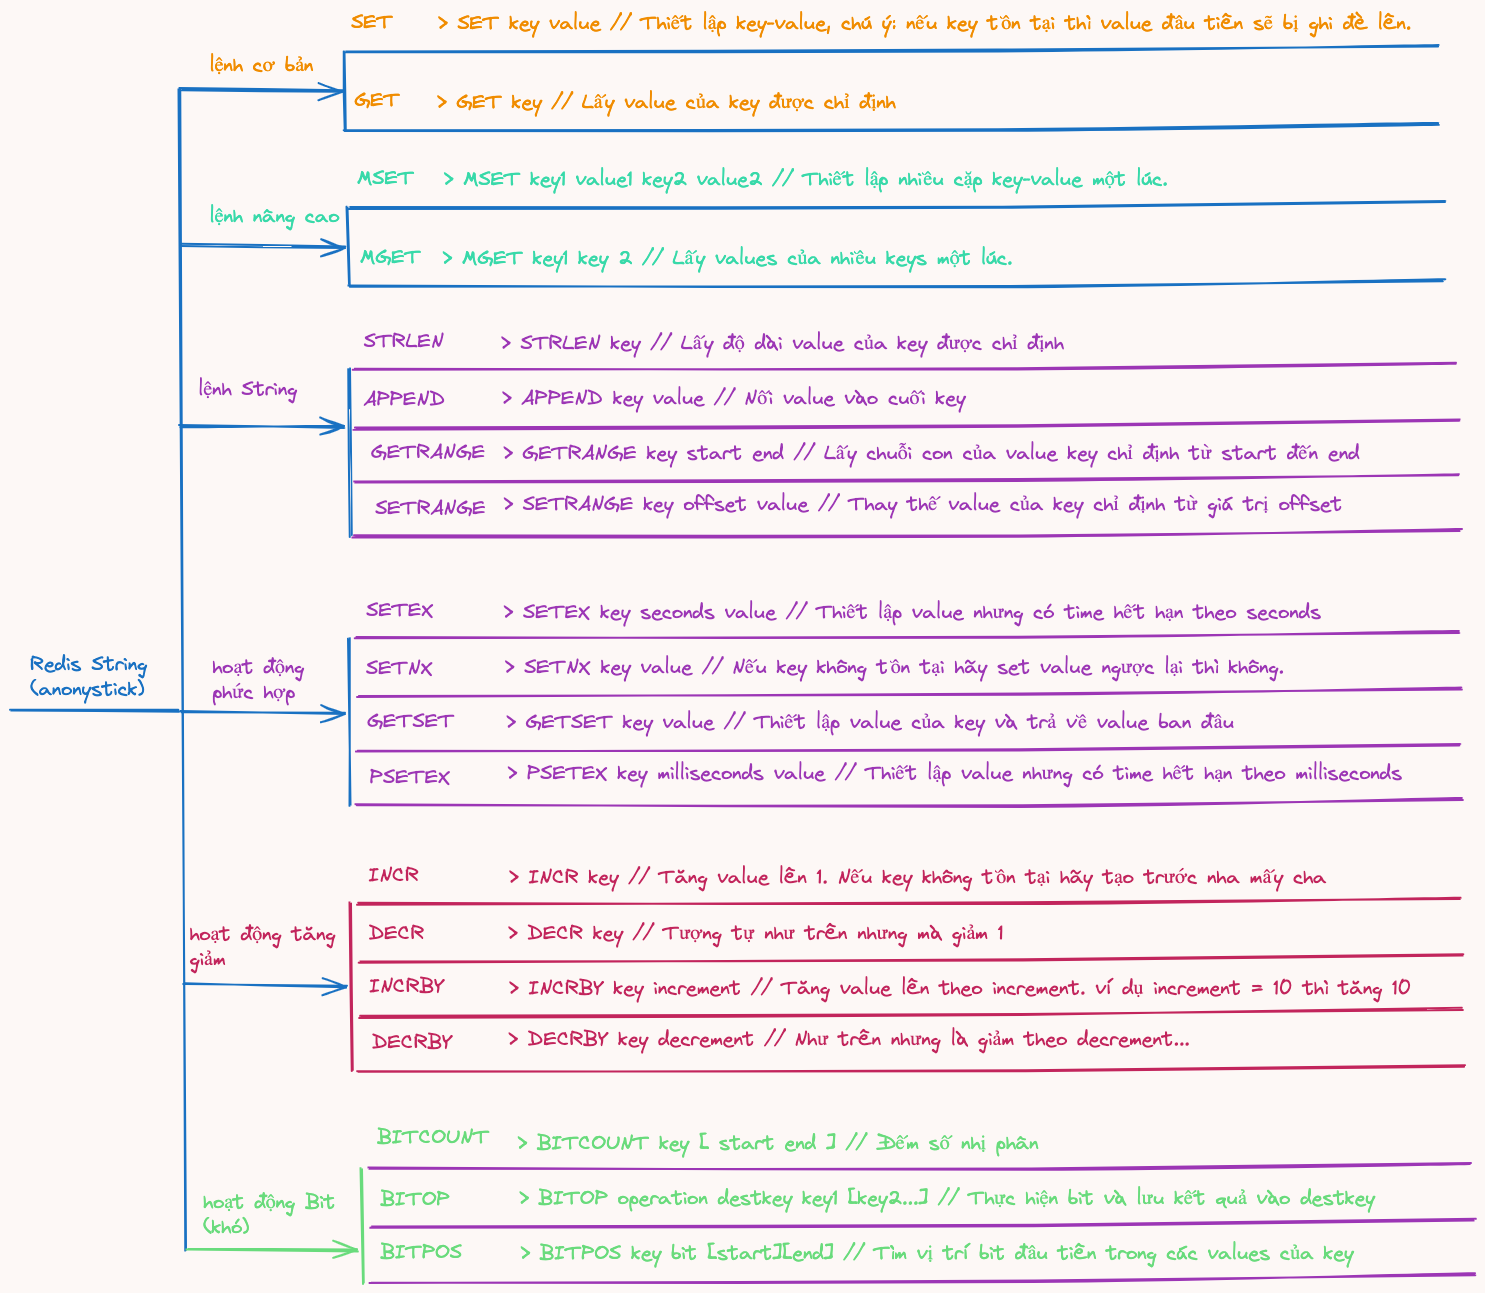 SET > SET key value // Thiết lập key-value, chú ý: nếu key tồn tại thì value đầu tiên sẽ bị ghi đè lên.
lệnh cơ bản
GET > GET key // Lấy value của key được chỉ định
MSET > MSET key1 value1 key2 value2 // Thiết lập nhiều cặp key-value một lúc.
lệnh nâng cao
MGET > MGET key1 key 2 // Lấy values của nhiều keys một lúc.
STRLEN > STRLEN key // Lấy độ dài value của key được chỉ định
lệnh String
APPEND > APPEND key value // Nối value vào cuối key
GETRANGE > GETRANGE key start end // Lấy chuỗi con của value key chỉ định từ start đến end
SETRANGE > SETRANGE key offset value // Thay thế value của key chỉ định từ giá trị offset
SETEX > SETEX key seconds value // Thiết lập value nhưng có time hết hạn theo seconds
Redis String
(anonystick)
hoạt động
phức hợp
SETNX > SETNX key value // Nếu key không tồn tại hãy set value ngược lại thì không.
GETSET > GETSET key value // Thiết lập value của key và trả về value ban đầu
PSETEX > PSETEX key milliseconds value // Thiết lập value nhưng có time hết hạn theo milliseconds
INCR > INCR key // Tăng value lên 1. Nếu key không tồn tại hãy tạo trước nha mấy cha
hoạt động tăng
giảm
DECR > DECR key // Tượng tự như trên nhưng mà giảm 1
INCRBY > INCRBY key increment // Tăng value lên theo increment. ví dụ increment = 10 thì tăng 10
DECRBY > DECRBY key decrement // Như trên nhưng là giảm theo decrement...
BITCOUNT > BITCOUNT key [ start end ] // Đếm số nhị phân
hoạt động Bit
(khó)
BITOP > BITOP operation destkey key1 [key2...] // Thực hiện bit và lưu kết quả vào destkey
BITPOS > BITPOS key bit [start][end] // Tìm vị trí bit đầu tiên trong các values của key